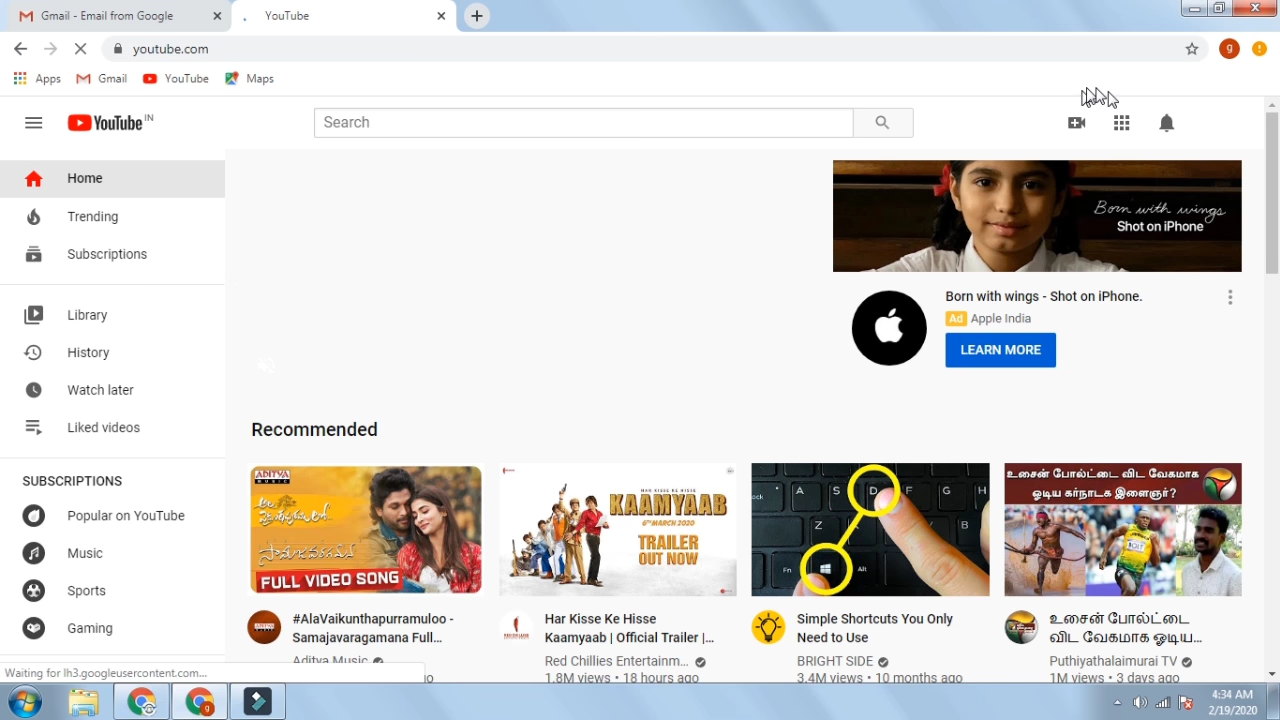 Gmail - Email from Google
YouTube
youtube.com
g
Apps
Gmail
YouTube
Maps
YouTube IN
Search
Home
Trending
Subscriptions
Library
History
Watch later
Liked videos
SUBSCRIPTIONS
Popular on YouTube
Music
Sports
Gaming
Born with wings
Shot on iPhone
Born with wings - Shot on iPhone.
Ad Apple India
LEARN MORE
Recommended
ADITYA
MUSIC
FULL VIDEO SONG
#AlaVaikunthapurramuloo -
Samajavaragamana Full...
Aditya Music
HAR KISSE KE HISSE
KAAMYAAB
6TH MARCH 2020
TRAILER
OUT NOW
Har Kisse Ke Hisse
Kaamyaab | Official Trailer |...
Red Chillies Entertainm...
1.8M views • 18 hours ago
A S D F G H
Z C V B
Fn Alt
Simple Shortcuts You Only
Need to Use
BRIGHT SIDE
3.4M views • 10 months ago
உசைன் போல்ட்டை விட வேகமாக
ஓடிய கர்நாடக இளைஞர்?
உசைன் போல்ட்டை
விட வேகமாக ஓடிய...
Puthiyathalaimurai TV
1M views • 3 days ago
Waiting for lh3.googleusercontent.com...
4:34 AM
2/19/2020